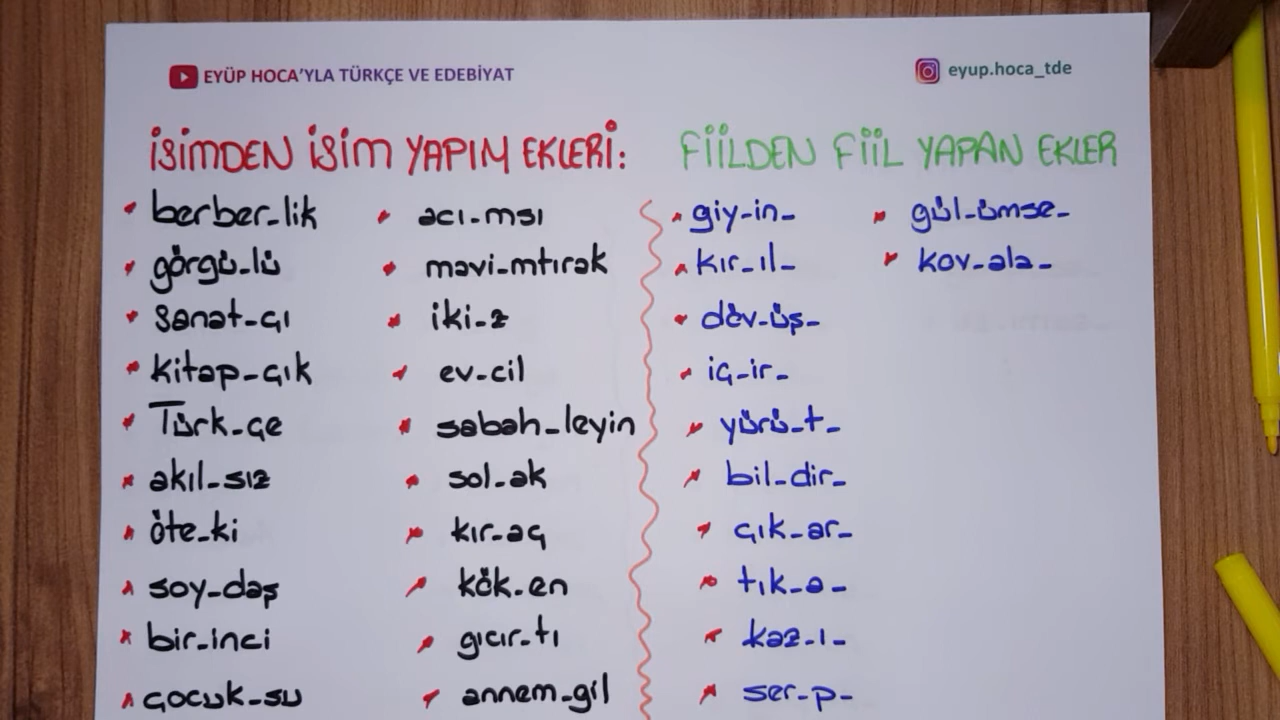 EYÜP HOCA'YLA TÜRKÇE VE EDEBİYAT
eyup.hoca_tde
İSİMDEN İSİM YAPIM EKLERİ:
berber-lik
görgü-lü
sanat-çı
kitap-çık
Türk-çe
akıl-sız
öte-ki
soy-daş
bir-inci
çocuk-su
acı-msı
mavi-mtırak
iki-z
ev-cil
sabah-leyin
sol-ak
kır-aç
kök-en
gıcır-tı
annem-gil
FİİLDEN FİİL YAPAN EKLER
giy-in-
kır-ıl-
döv-üş-
iç-ir-
yürü-t-
bil-dir-
çık-ar-
tık-a-
kaz-ı-
ser-p-
gül-ümse-
kov-ala-